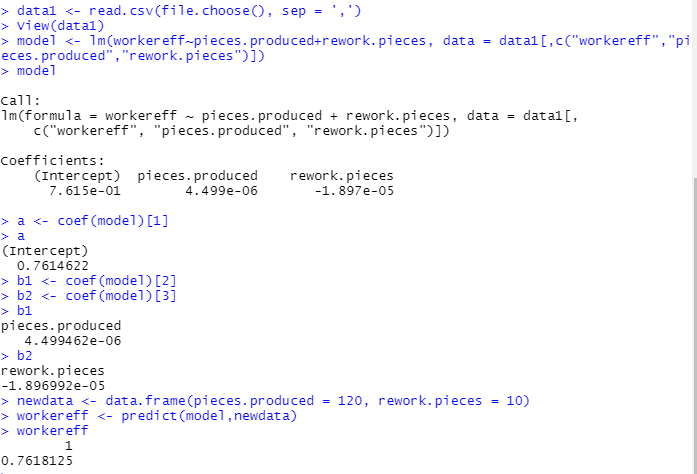 > data1 <- read.csv(file.choose(), sep = ',')
> View(data1)
> model <- lm(workereff~pieces.produced+rework.pieces, data = data1[,c("workereff","pi
eces.produced","rework.pieces")])
> model

Call:
lm(formula = workereff ~ pieces.produced + rework.pieces, data = data1[,
    c("workereff", "pieces.produced", "rework.pieces")])

Coefficients:
    (Intercept)  pieces.produced    rework.pieces
      7.615e-01        4.499e-06       -1.897e-05

> a <- coef(model)[1]
> a
(Intercept)
  0.7614622
> b1 <- coef(model)[2]
> b2 <- coef(model)[3]
> b1
pieces.produced
   4.499462e-06
> b2
rework.pieces
-1.896992e-05
> newdata <- data.frame(pieces.produced = 120, rework.pieces = 10)
> workereff <- predict(model,newdata)
> workereff
        1
0.7618125